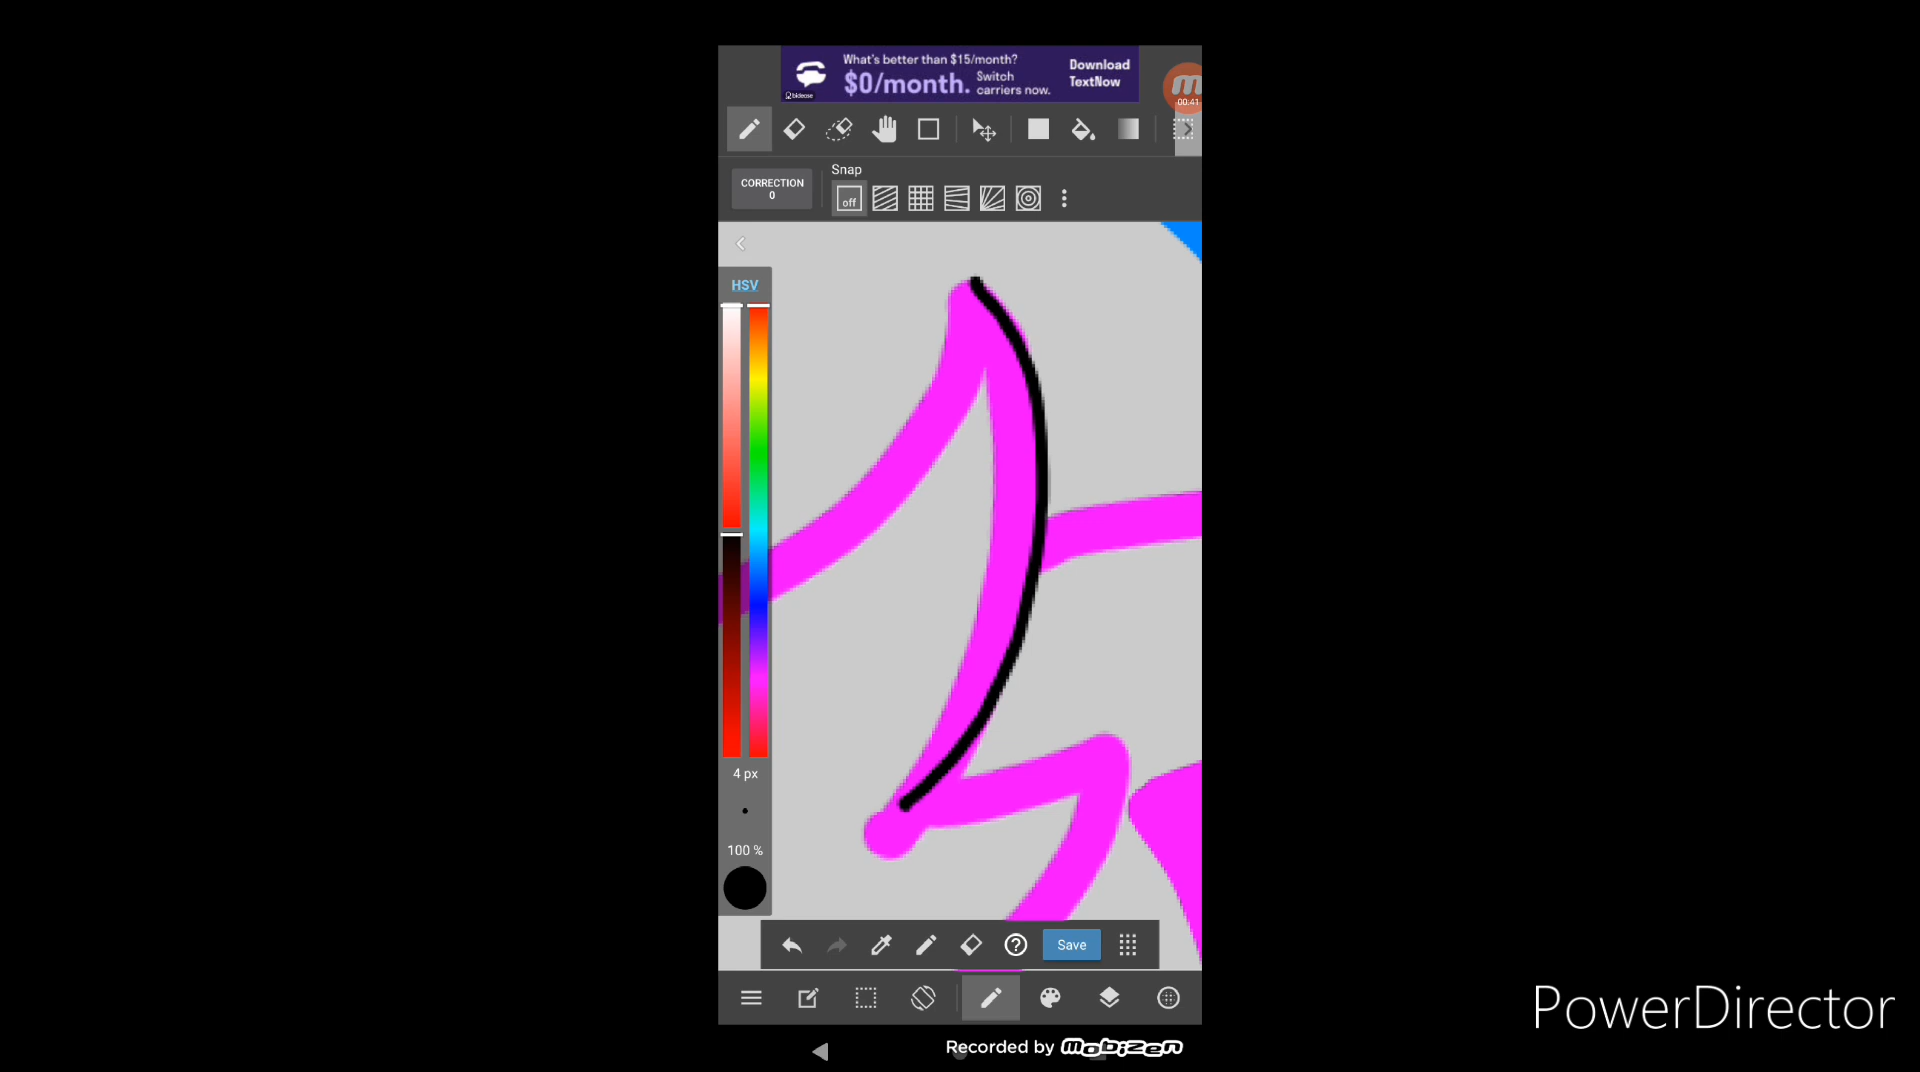 What's better than $15/month?
$0/month. Switch carriers now.
Download TextNow
bidease
00:41
CORRECTION
0
Snap
off
HSV
4 px
100 %
Save
Recorded by Mobizen
PowerDirector